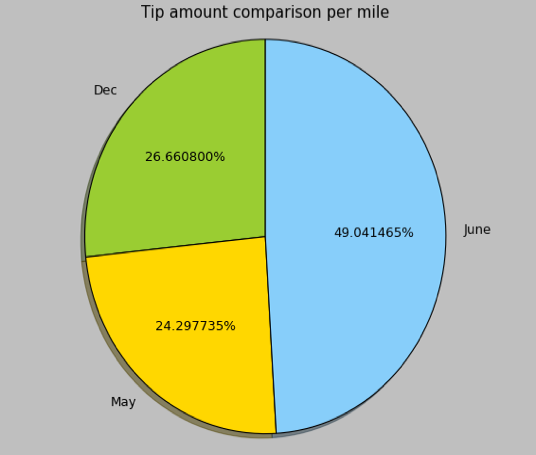 Tip amount comparison per mile
Dec
26.660800%
49.041465%
June
24.297735%
May